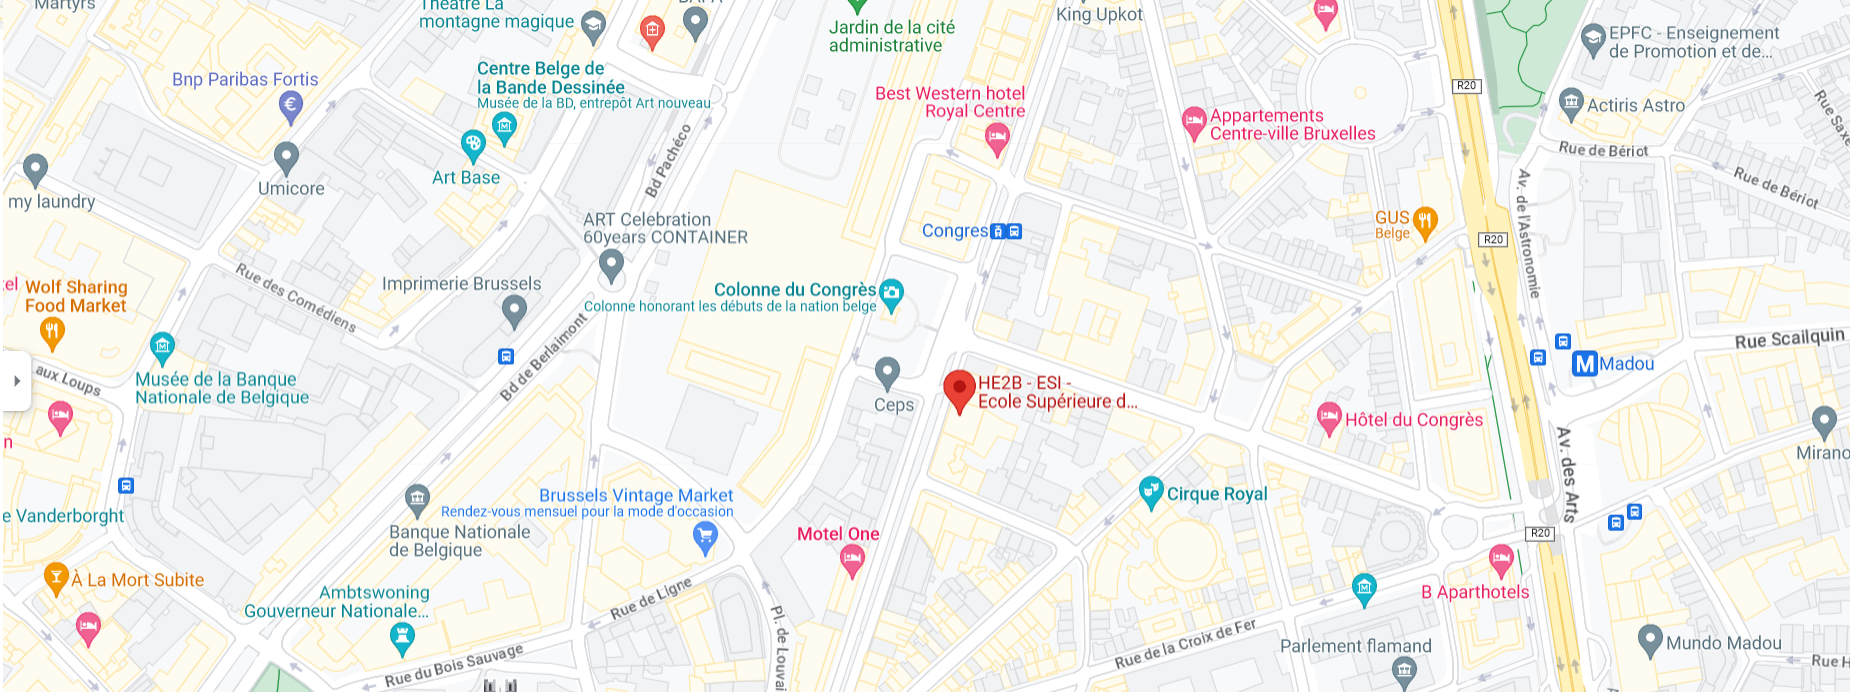 Martyrs
Théâtre La
montagne magique
King Upkot
Jardin de la cité
administrative
EPFC - Enseignement
de Promotion et de...
Bnp Paribas Fortis
Centre Belge de
la Bande Dessinée
Musée de la BD, entrepôt Art nouveau
Best Western hotel
Royal Centre
R20
Actiris Astro
Rue Saxe
Appartements
Centre-ville Bruxelles
Bd Pachéco
Art Base
Umicore
my laundry
Rue de Bériot
Rue de Bériot
Av. de l'Astronomie
ART Celebration
60years CONTAINER
Congres
GUS
Belge
R20
Rue des Comédiens
Imprimerie Brussels
Wolf Sharing
Food Market
Colonne du Congrès
Colonne honorant les débuts de la nation belge
Bd de Berlaimont
Rue Scailquin
Madou
aux Loups
Musée de la Banque
Nationale de Belgique
Ceps
HE2B - ESI -
Ecole Supérieure d...
Hôtel du Congrès
Av. des Arts
Mirano
Brussels Vintage Market
Rendez-vous mensuel pour la mode d'occasion
Cirque Royal
e Vanderborght
Banque Nationale
de Belgique
Motel One
R20
À La Mort Subite
Ambtswoning
Gouverneur Nationale...
Rue de Ligne
Pl. de Louvai
B Aparthotels
Rue de la Croix de Fer
Parlement flamand
Mundo Madou
Rue du Bois Sauvage
Rue H